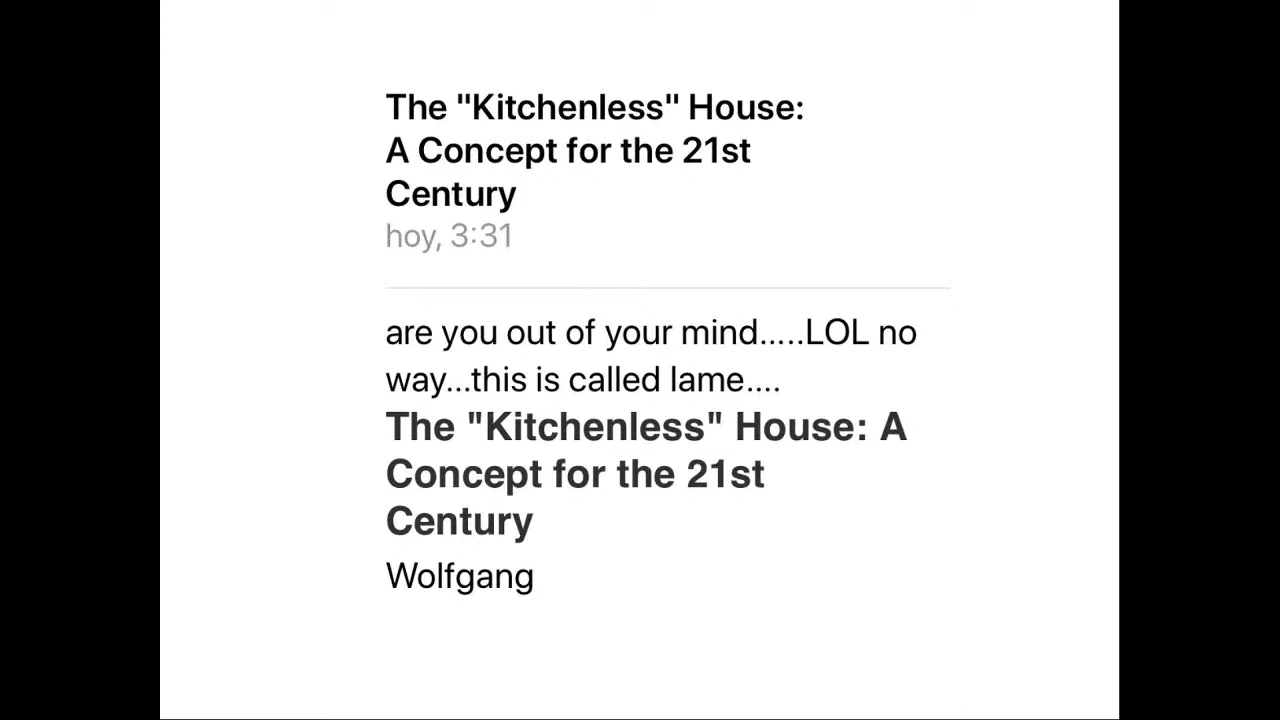 The "Kitchenless" House:
A Concept for the 21st
Century
hoy, 3:31
are you out of your mind.....LOL no
way...this is called lame....
The "Kitchenless" House: A
Concept for the 21st
Century
Wolfgang